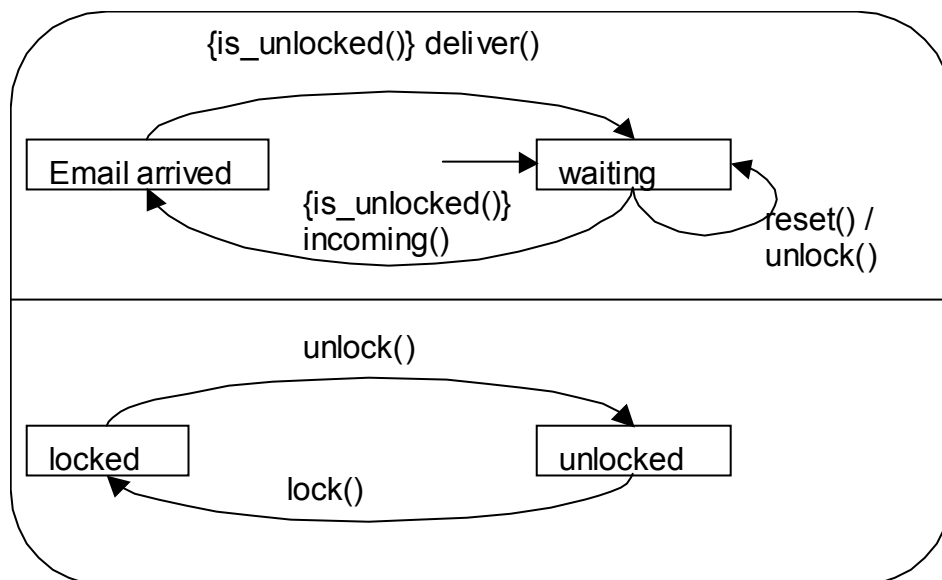 {is_unlocked()} deliver()
Email arrived
waiting
{is_unlocked()}
incoming()
reset() /
unlock()
unlock()
locked
unlocked
lock()